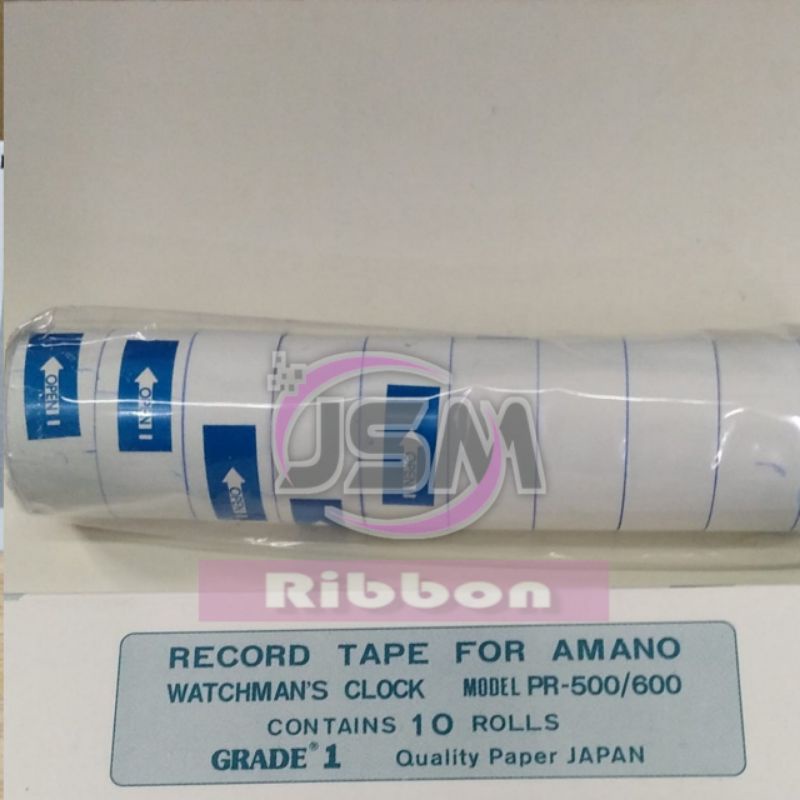 OPEN
OPEN
OPEN
OPEN
JSM
Ribbon
RECORD TAPE FOR AMANO
WATCHMAN'S CLOCK MODEL PR-500/600
CONTAINS 10 ROLLS
GRADE® 1 Quality Paper JAPAN